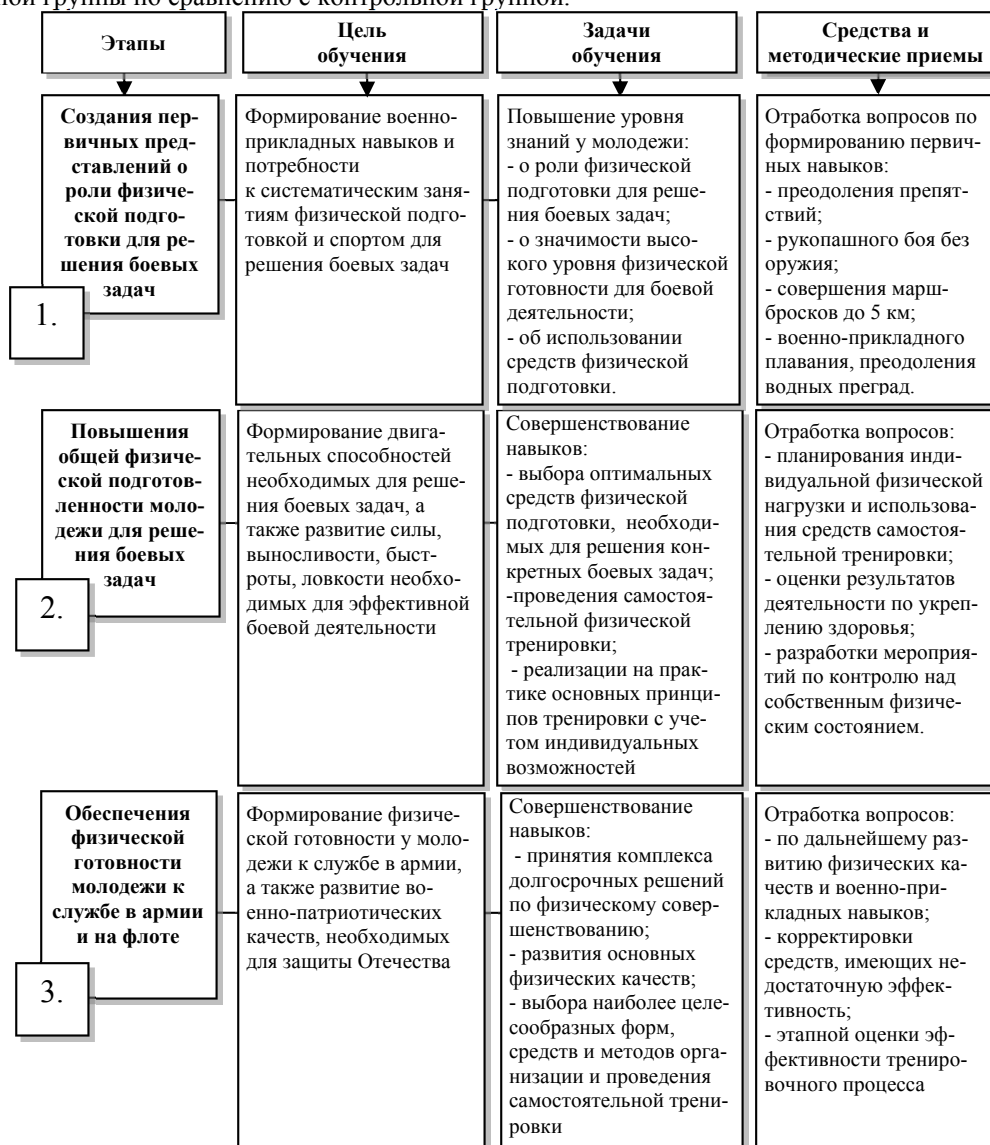 ной группы по сравнению с контрольной группой.
Этапы
Цель
обучения
Задачи
обучения
Средства и
методические приемы
Создания пер-
вичных пред-
ставлений о
роли физиче-
ской подго-
товки для ре-
шения боевых
задач
1.
Формирование военно-
прикладных навыков и
потребности
к систематическим заня-
тиям физической подго-
товкой и спортом для
решения боевых задач
Повышение уровня
знаний у молодежи:
- о роли физической
подготовки для реше-
ния боевых задач;
- о значимости высо-
кого уровня физической
готовности для боевой
деятельности;
- об использовании
средств физической
подготовки.
Отработка вопросов по
формированию первич-
ных навыков:
- преодоления препят-
ствий;
- рукопашного боя без
оружия;
- совершения марш-
бросков до 5 км;
- военно-прикладного
плавания, преодоления
водных преград.
Повышения
общей физиче-
ской подготов-
ленности моло-
дежи для реше-
ния боевых
задач
2.
Формирование двига-
тельных способностей
необходимых для реше-
ния боевых задач, а
также развитие силы,
выносливости, быст-
роты, ловкости необхо-
димых для эффективной
боевой деятельности
Совершенствование
навыков:
- выбора оптимальных
средств физической
подготовки, необходи-
мых для решения кон-
кретных боевых задач;
-проведения самостоя-
тельной физической
тренировки;
- реализации на прак-
тике основных принци-
пов тренировки с уче-
том индивидуальных
возможностей
Отработка вопросов:
- планирования инди-
видуальной физической
нагрузки и использова-
ния средств самостоя-
тельной тренировки;
- оценки результатов
деятельности по укреп-
лению здоровья;
- разработки мероприя-
тий по контролю над
собственным физиче-
ским состоянием.
Обеспечения
физической
готовности
молодежи к
службе в армии
и на флоте
3.
Формирование физиче-
ской готовности у моло-
дежи к службе в армии,
а также развитие во-
енно-патриотических
качеств, необходимых
для защиты Отечества
Совершенствование
навыков:
- принятия комплекса
долгосрочных решений
по физическому совер-
шенствованию;
- развития основных
физических качеств;
- выбора наиболее целе-
сообразных форм,
средств и методов орга-
низации и проведения
самостоятельной трени-
ровки
Отработка вопросов:
- по дальнейшему раз-
витию физических ка-
честв и военно-при-
кладных навыков;
- корректировки
средств, имеющих не-
достаточную эффек-
тивность;
- этапной оценки эф-
фективности трениро-
вочного процесса